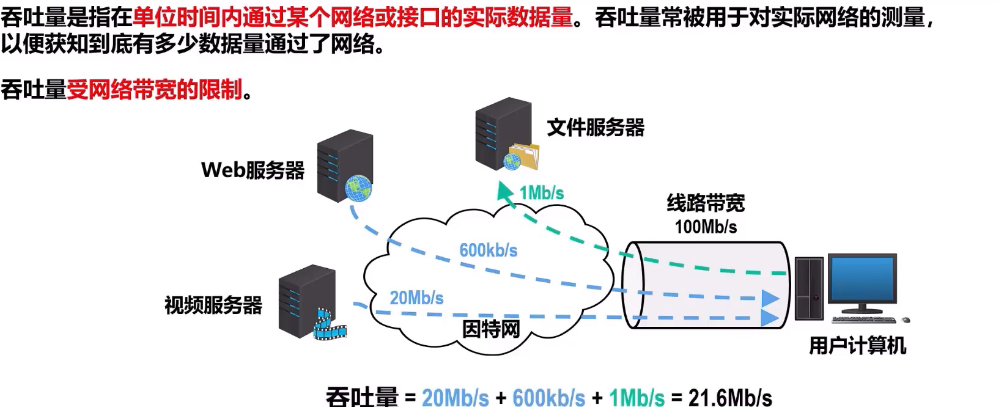 吞吐量是指在单位时间内通过某个网络或接口的实际数据量。吞吐量常被用于对实际网络的测量，
以便获知到底有多少数据量通过了网络。
吞吐量受网络带宽的限制。
文件服务器
Web服务器
1Mb/s
线路带宽
100Mb/s
600kb/s
20Mb/s
视频服务器
因特网
用户计算机
吞吐量 = 20Mb/s + 600kb/s + 1Mb/s = 21.6Mb/s